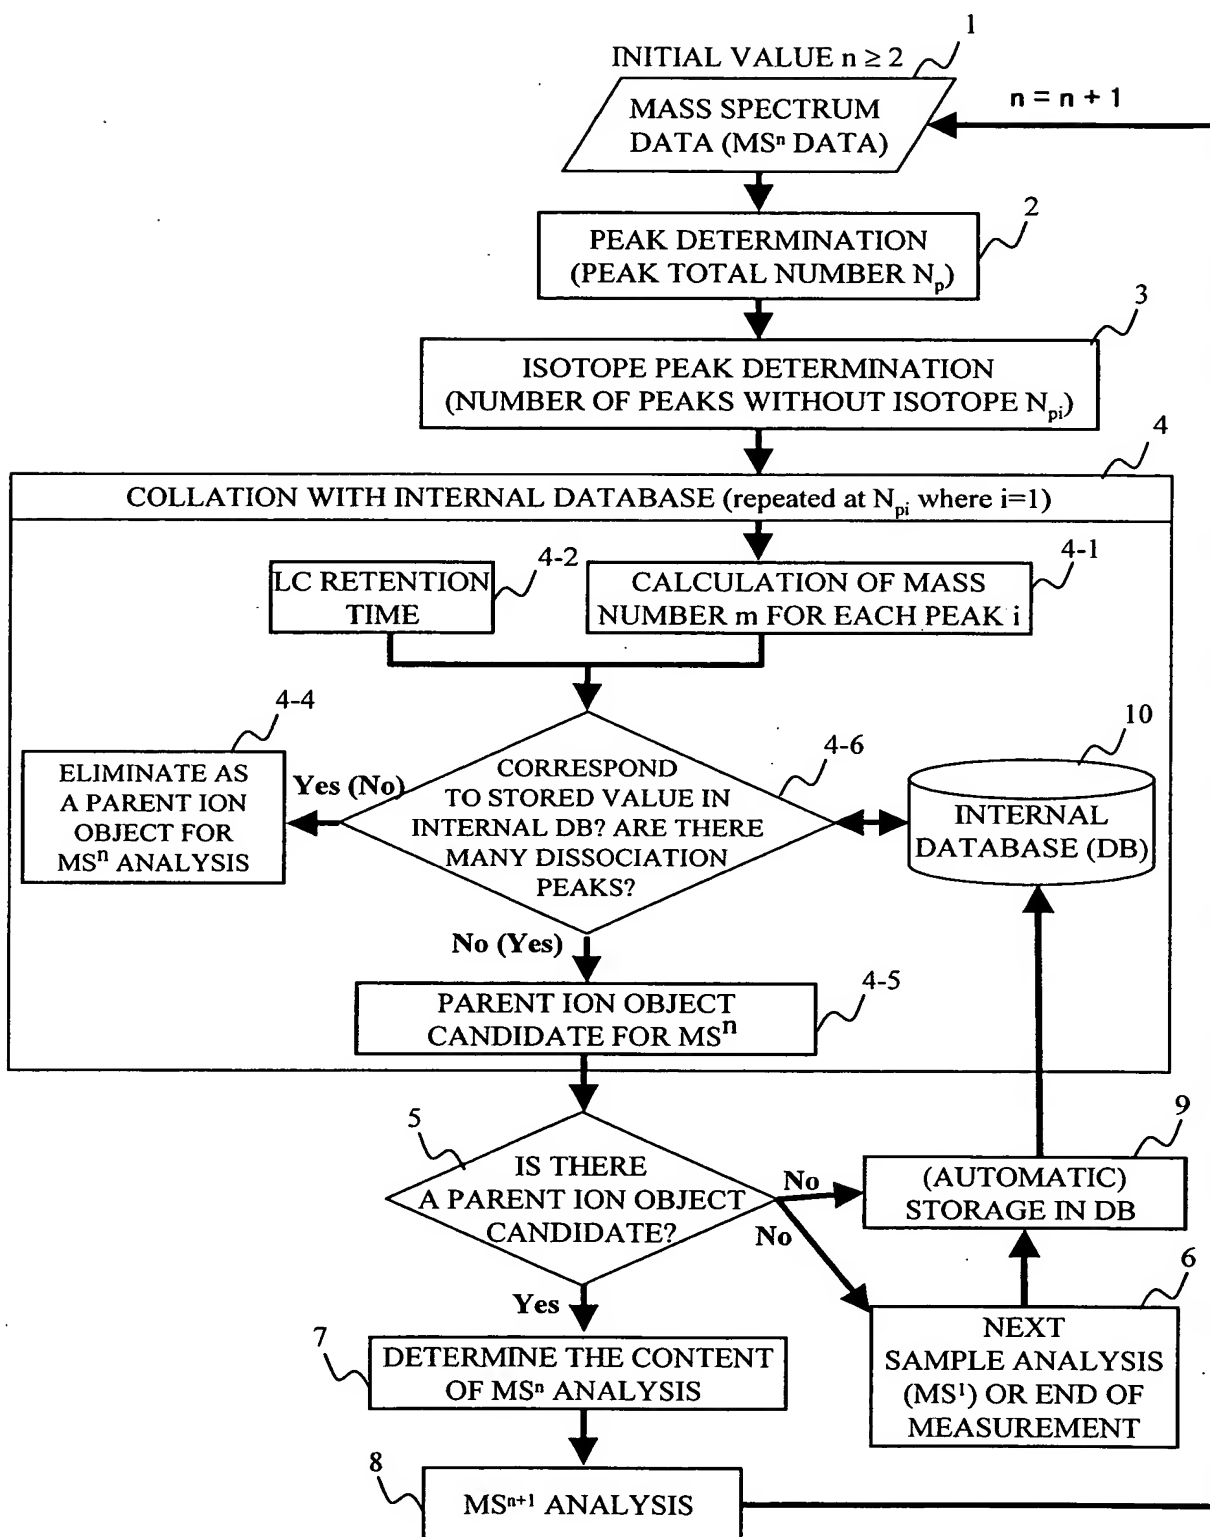 1
INITIAL VALUE n ≥ 2
n = n + 1
MASS SPECTRUM
DATA (MSⁿ DATA)
2
PEAK DETERMINATION
(PEAK TOTAL NUMBER Np)
3
ISOTOPE PEAK DETERMINATION
(NUMBER OF PEAKS WITHOUT ISOTOPE Npi)
4
COLLATION WITH INTERNAL DATABASE (repeated at Npi where i=1)
4-2
LC RETENTION
TIME
4-1
CALCULATION OF MASS
NUMBER m FOR EACH PEAK i
4-4
ELIMINATE AS
A PARENT ION
OBJECT FOR
MSⁿ ANALYSIS
Yes (No)
4-6
CORRESPOND
TO STORED VALUE IN
INTERNAL DB? ARE THERE
MANY DISSOCIATION
PEAKS?
10
INTERNAL
DATABASE (DB)
No (Yes)
4-5
PARENT ION OBJECT
CANDIDATE FOR MSⁿ
5
IS THERE
A PARENT ION OBJECT
CANDIDATE?
No
No
9
(AUTOMATIC)
STORAGE IN DB
6
NEXT
SAMPLE ANALYSIS
(MS¹) OR END OF
MEASUREMENT
Yes
7
DETERMINE THE CONTENT
OF MSⁿ ANALYSIS
8
MSⁿ⁺¹ ANALYSIS